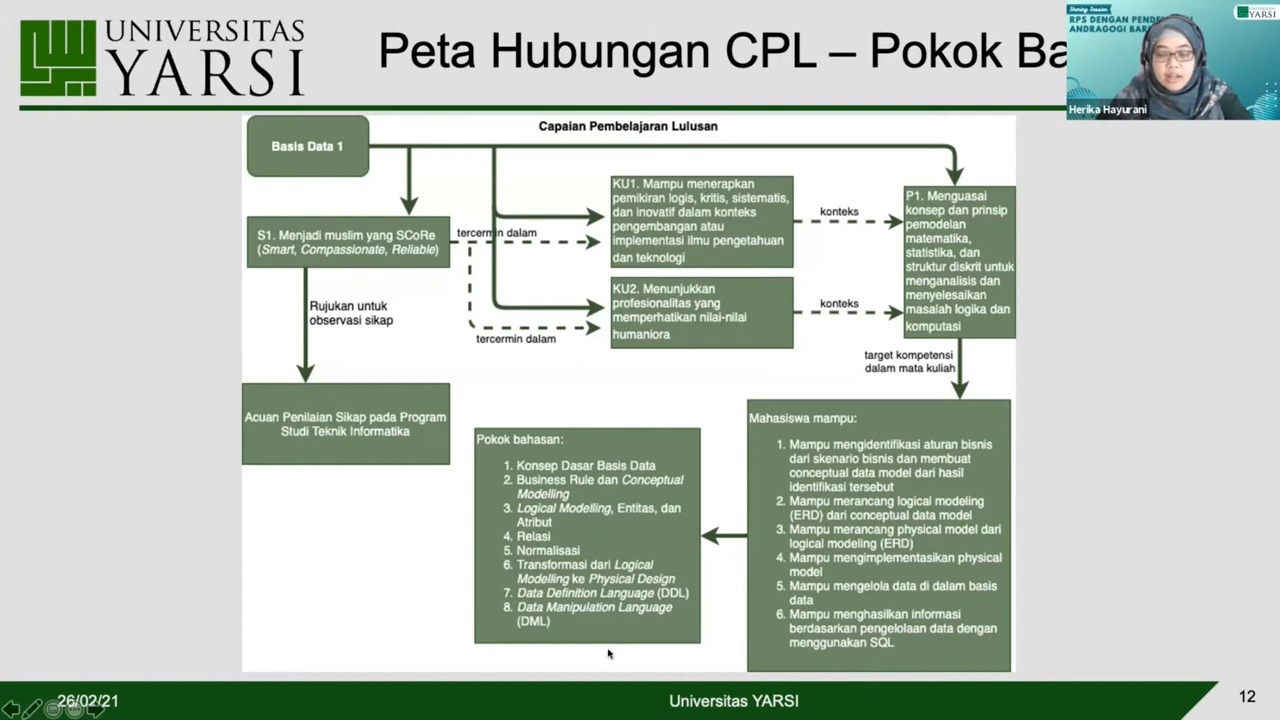 UNIVERSITAS
YARSI
Peta Hubungan CPL – Pokok Ba
Sharing Session
RPS DENGAN PENDE
ANDRAGOGI BAR
YARSI
Herika Hayurani
Capaian Pembelajaran Lulusan
Basis Data 1
S1. Menjadi muslim yang SCoRe
(Smart, Compassionate, Reliable)
tercermin dalam
tercermin dalam
KU1. Mampu menerapkan
pemikiran logis, kritis, sistematis,
dan inovatif dalam konteks
pengembangan atau
implementasi ilmu pengetahuan
dan teknologi
konteks
KU2. Menunjukkan
profesionalitas yang
memperhatikan nilai-nilai
humaniora
konteks
P1. Menguasai
konsep dan prinsip
pemodelan
matematika,
statistika, dan
struktur diskrit untuk
menganalisis dan
menyelesaikan
masalah logika dan
komputasi
Rujukan untuk
observasi sikap
Acuan Penilaian Sikap pada Program
Studi Teknik Informatika
target kompetensi
dalam mata kuliah
Mahasiswa mampu:
1. Mampu mengidentifikasi aturan bisnis
dari skenario bisnis dan membuat
conceptual data model dari hasil
identifikasi tersebut
2. Mampu merancang logical modeling
(ERD) dari conceptual data model
3. Mampu merancang physical model dari
logical modeling (ERD)
4. Mampu mengimplementasikan physical
model
5. Mampu mengelola data di dalam basis
data
6. Mampu menghasilkan informasi
berdasarkan pengelolaan data dengan
menggunakan SQL
Pokok bahasan:
1. Konsep Dasar Basis Data
2. Business Rule dan Conceptual
Modelling
3. Logical Modelling, Entitas, dan
Atribut
4. Relasi
5. Normalisasi
6. Transformasi dari Logical
Modelling ke Physical Design
7. Data Definition Language (DDL)
8. Data Manipulation Language
(DML)
26/02/21
Universitas YARSI
12